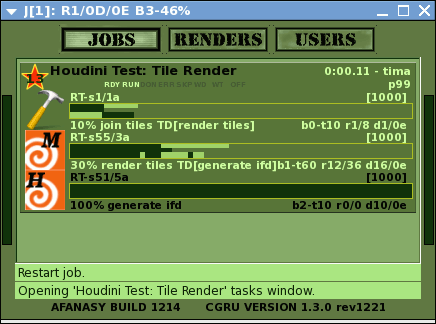 J[1]: R1/0D/0E B3-46%
JOBS RENDERS USERS
13 Houdini Test: Tile Render 0:00.11 - tima
RDY RUN DON ERR SKP WD WT OFF p99
RT-s1/1a [1000]
10% join tiles TD[render tiles] b0-t10 r1/8 d1/0e
M RT-s55/3a [1000]
30% render tiles TD[generate ifd]b1-t60 r12/36 d16/0e
H RT-s51/5a [1000]
100% generate ifd b2-t10 r0/0 d10/0e
Restart job.
Opening 'Houdini Test: Tile Render' tasks window.
AFANASY BUILD 1214 CGRU VERSION 1.3.0 rev1221